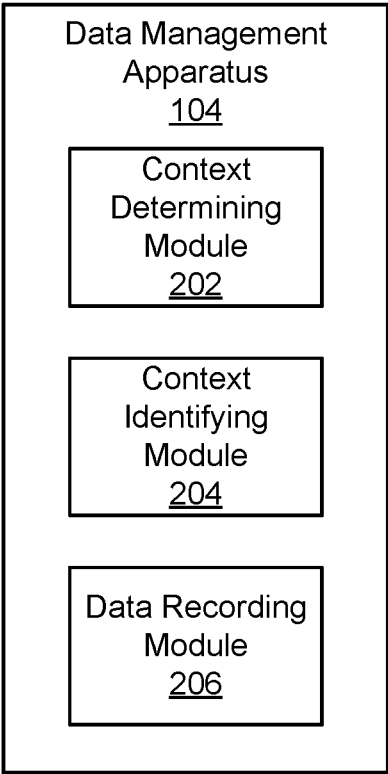 Data Management
Apparatus
104
Context
Determining
Module
202
Context
Identifying
Module
204
Data Recording
Module
206